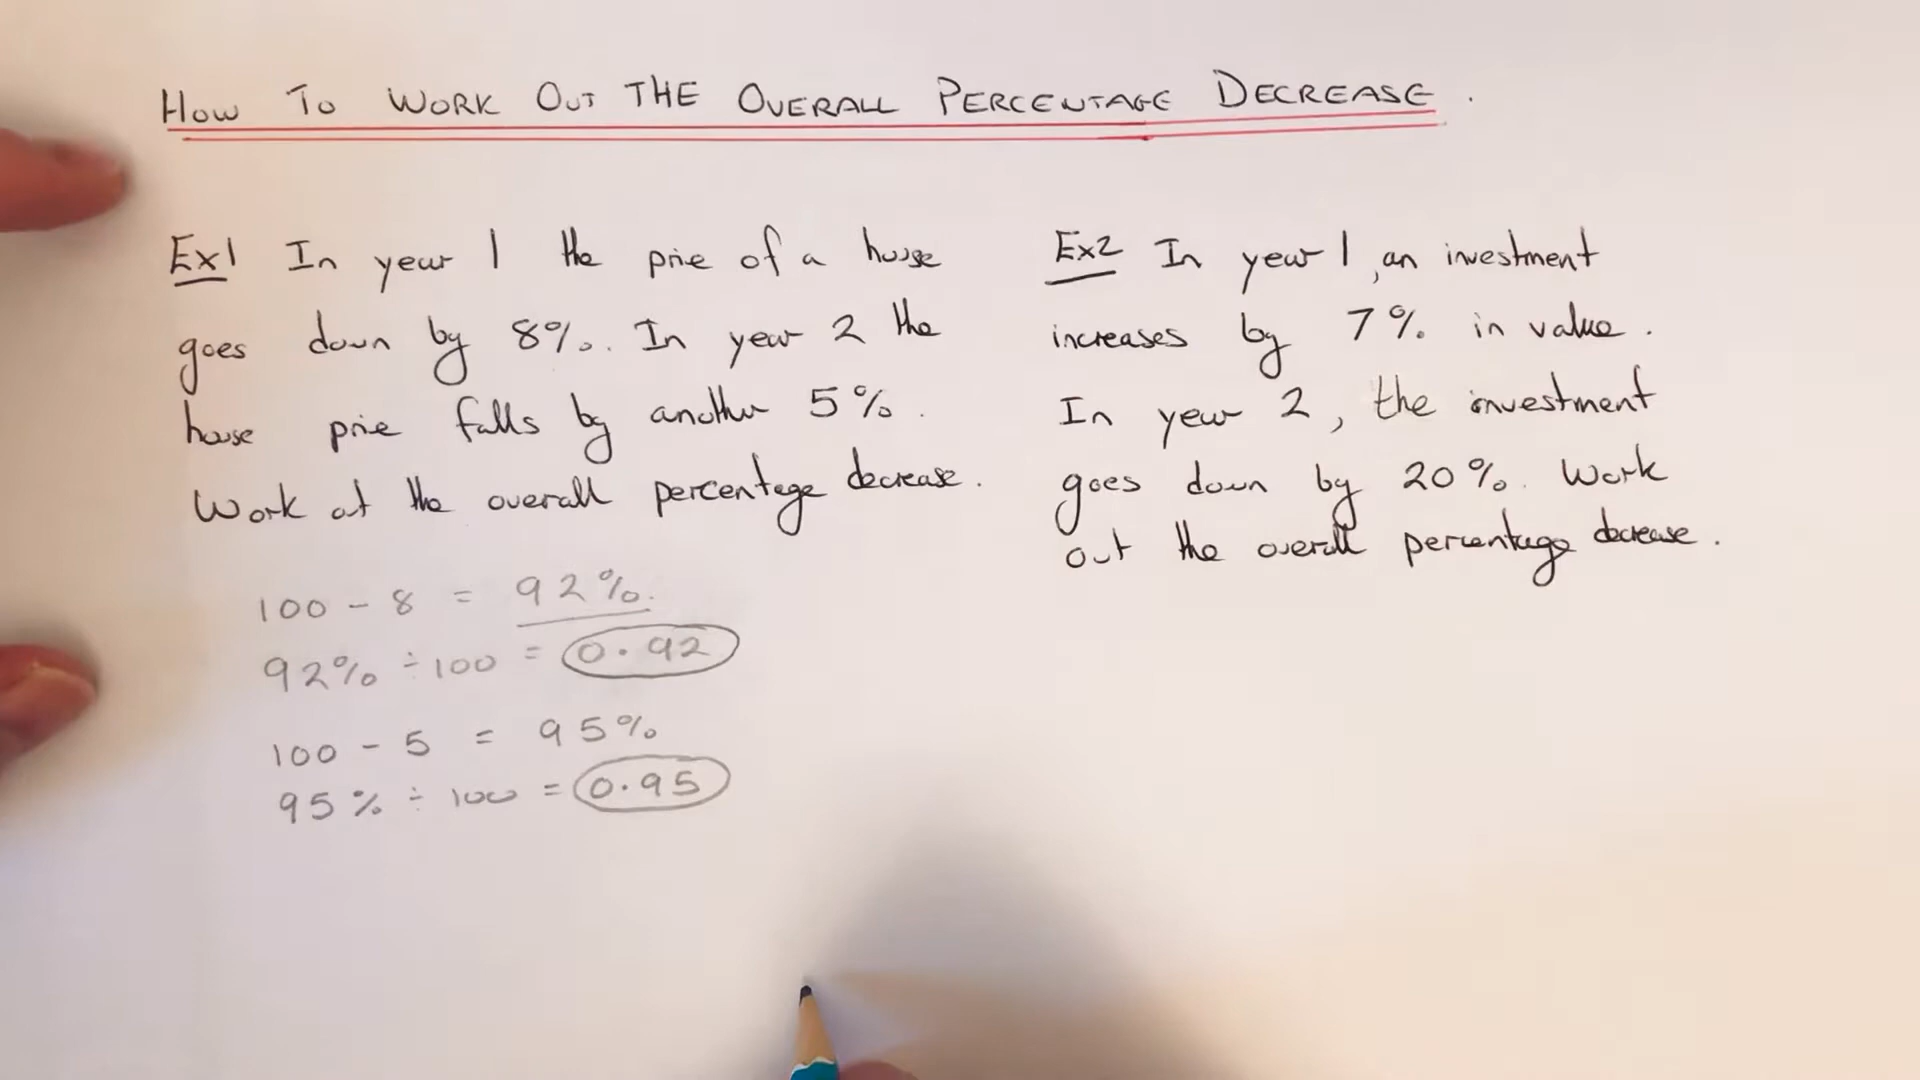 HOW TO WORK OUT THE OVERALL PERCENTAGE DECREASE.
Ex1 In year 1 the price of a house
goes down by 8%. In year 2 the
house price falls by another 5%.
Work out the overall percentage decrease.
100 - 8 = 92%.
92% ÷ 100 = 0.92
100 - 5 = 95%
95% ÷ 100 = 0.95
Ex2 In year 1, an investment
increases by 7% in value.
In year 2, the investment
goes down by 20%. Work
out the overall percentage decrease.